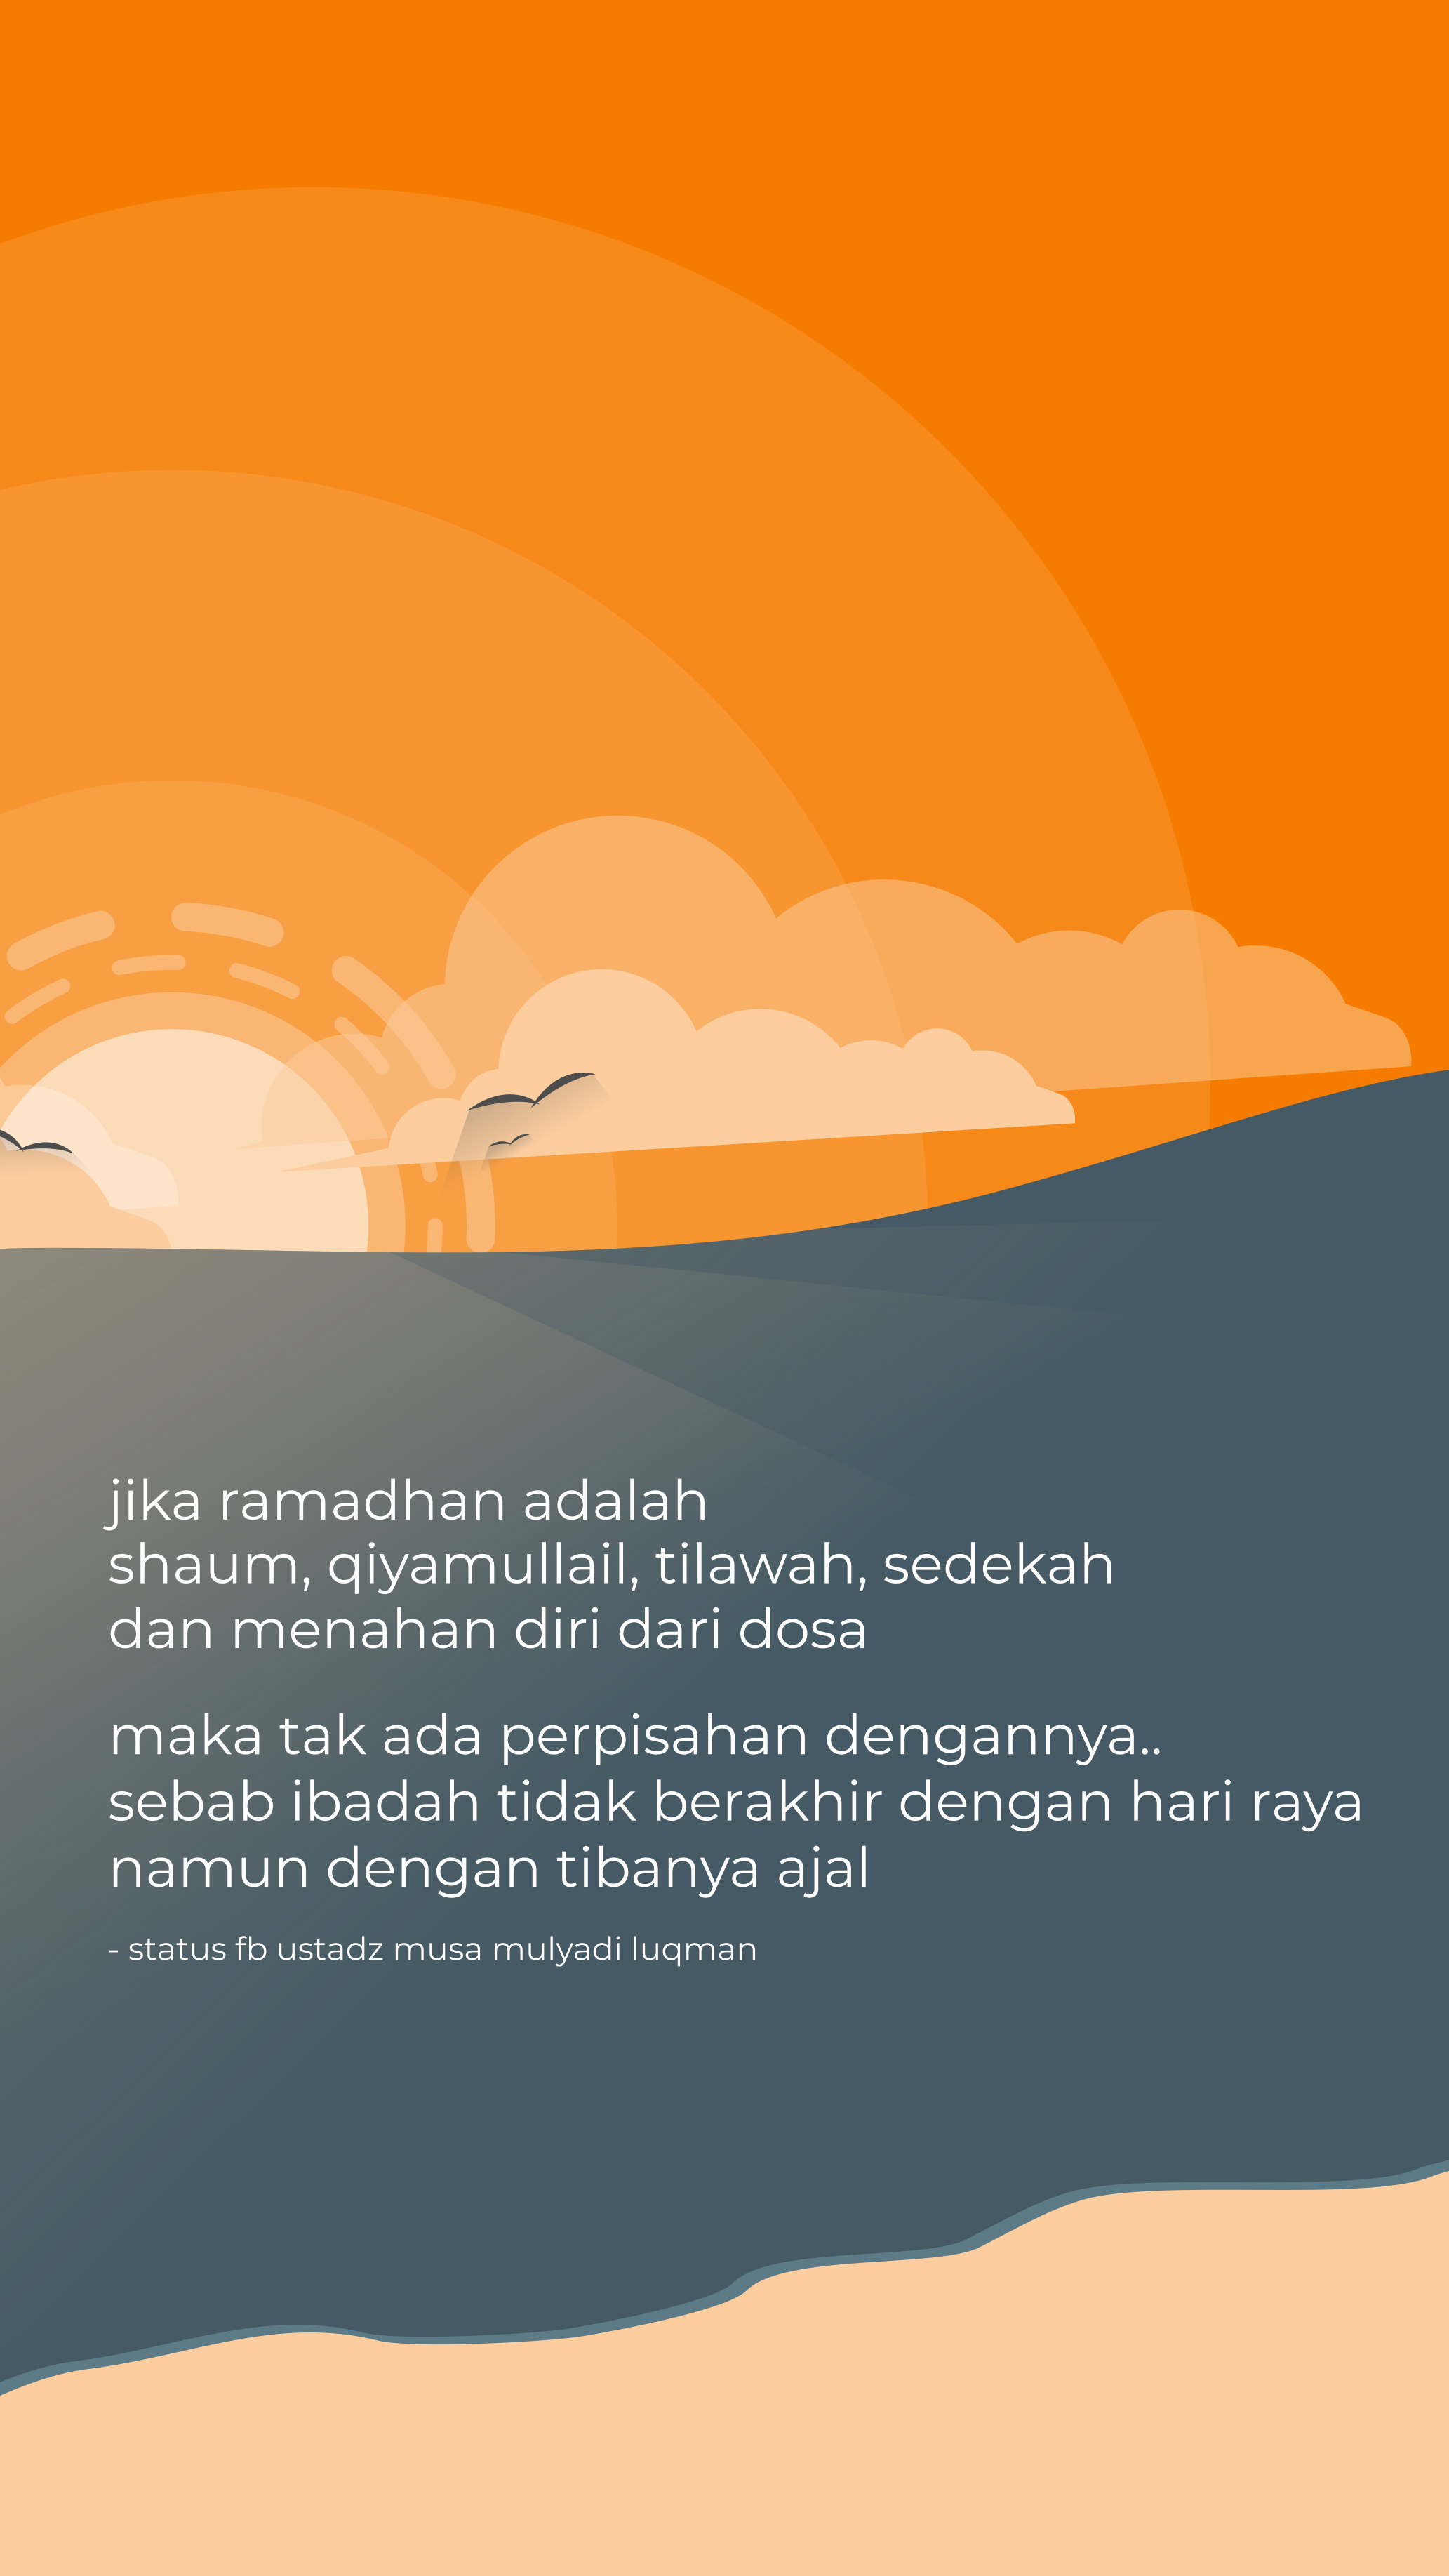 jika ramadhan adalah
shaum, qiyamullail, tilawah, sedekah
dan menahan diri dari dosa
maka tak ada perpisahan dengannya..
sebab ibadah tidak berakhir dengan hari raya
namun dengan tibanya ajal
- status fb ustadz musa mulyadi luqman